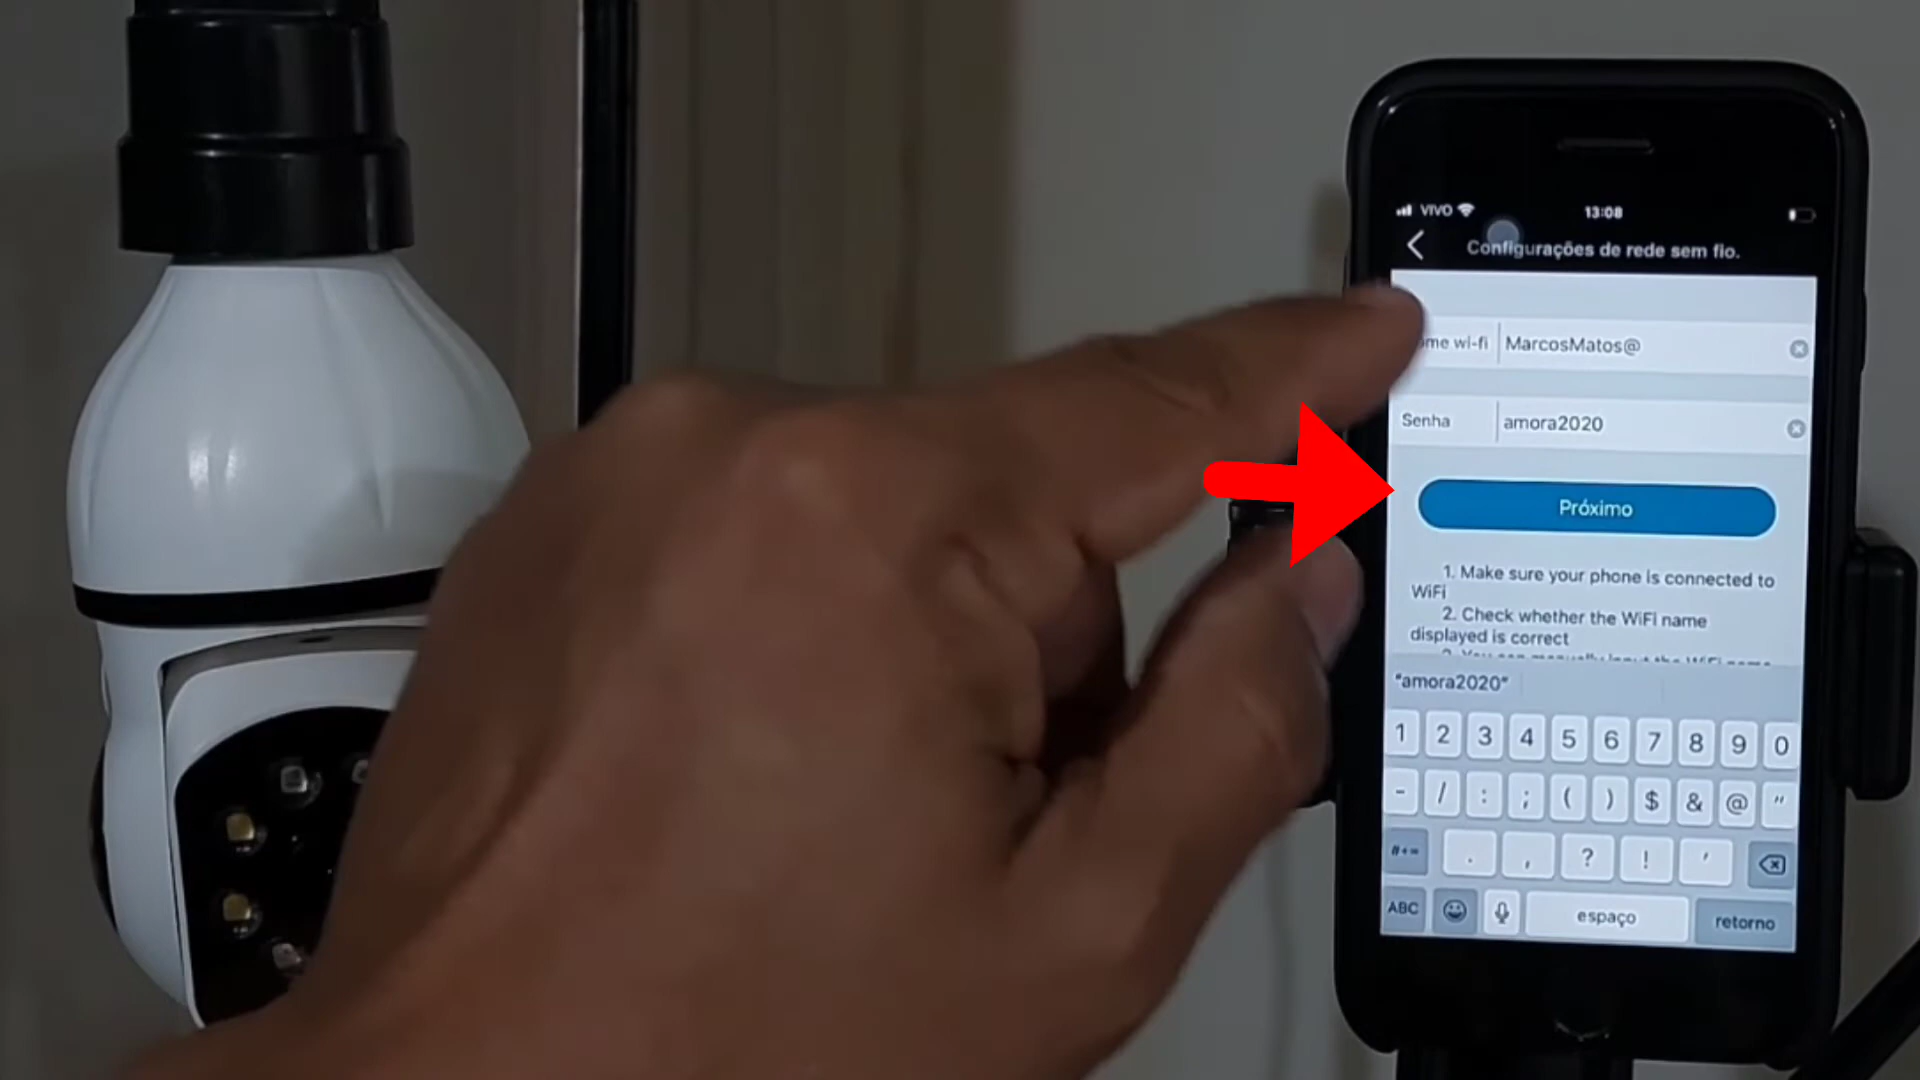 VIVO 13:08
Configurações de rede sem fio.
me wi-fi MarcosMatos@
Senha amora2020
Próximo
1. Make sure your phone is connected to
WiFi
2. Check whether the WiFi name
displayed is correct
"amora2020"
1 2 3 4 5 6 7 8 9 0
- / : ; ( ) $ & @ "
#+= . , ? ! '
ABC espaço retorno